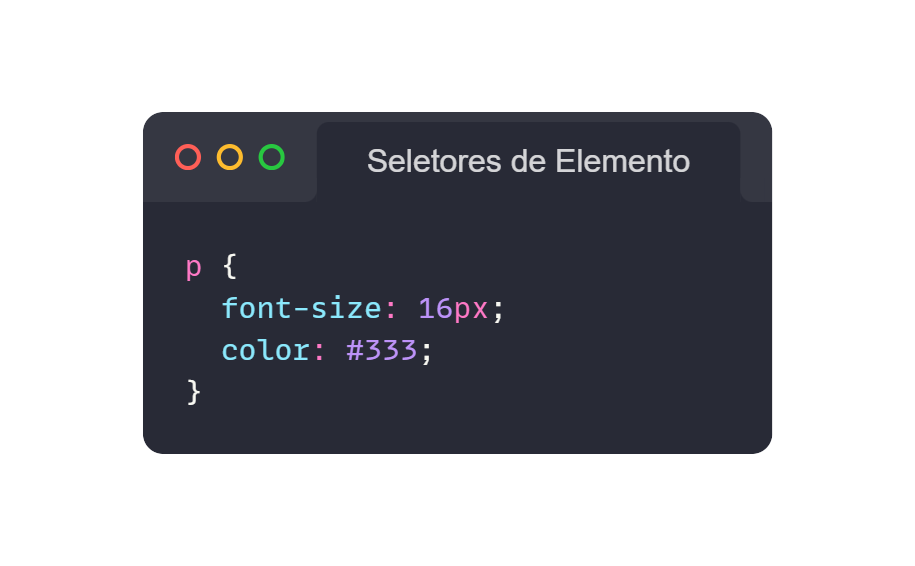 Seletores de Elemento
p {
  font-size: 16px;
  color: #333;
}